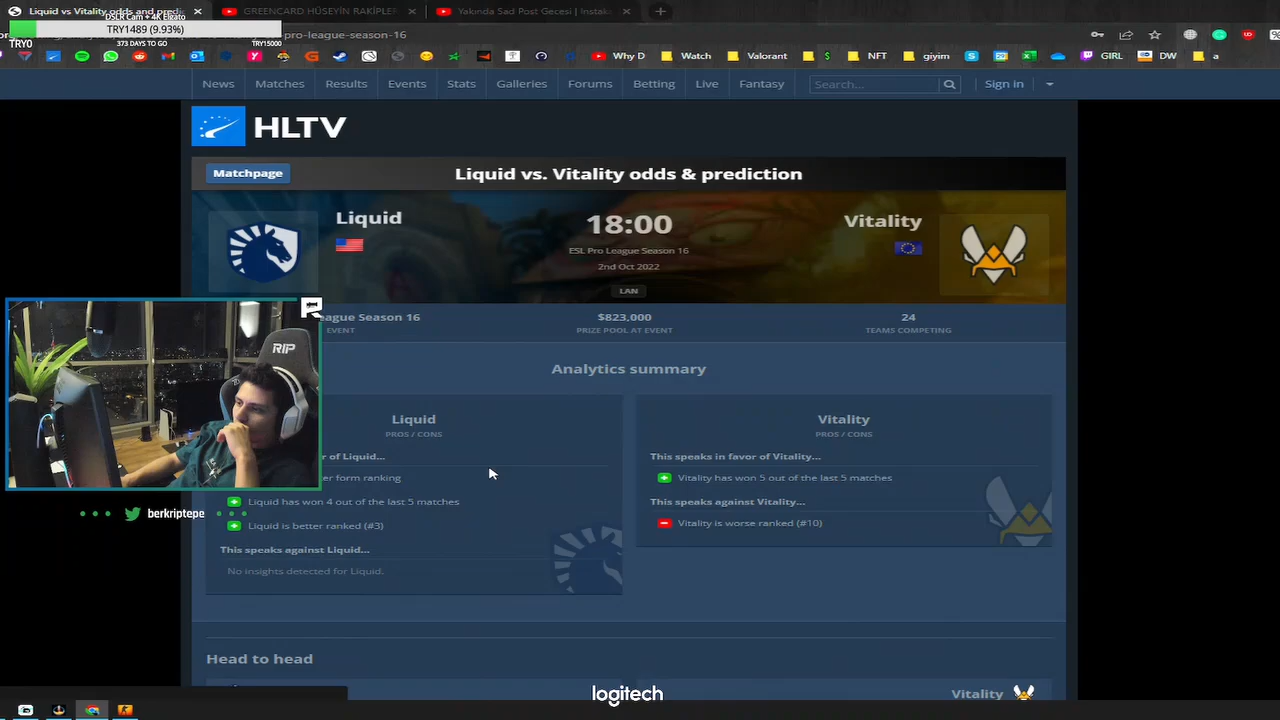 Liquid vs Vitality odds and predic
GREENCARD HÜSEYİN RAKİPLER
Yakında Sad Post Gecesi | Instak
DSLR Cam + 4K Elgato
TRY1489 (9.93%)
TRY0
373 DAYS TO GO
TRY15000
pro-league-season-16
Why D
Watch
Valorant
$
NFT
giyim
GIRL
DW
a
News
Matches
Results
Events
Stats
Galleries
Forums
Betting
Live
Fantasy
Search...
Sign in
HLTV
Matchpage
Liquid vs. Vitality odds & prediction
Liquid
18:00
Vitality
ESL Pro League Season 16
2nd Oct 2022
LAN
eague Season 16
EVENT
$823,000
PRIZE POOL AT EVENT
24
TEAMS COMPETING
Analytics summary
Liquid
PROS / CONS
r of Liquid...
er form ranking
Liquid has won 4 out of the last 5 matches
Liquid is better ranked (#3)
This speaks against Liquid...
No insights detected for Liquid.
Vitality
PROS / CONS
This speaks in favor of Vitality...
Vitality has won 5 out of the last 5 matches
This speaks against Vitality...
Vitality is worse ranked (#10)
RIP
berkriptepe
Head to head
Vitality
logitech